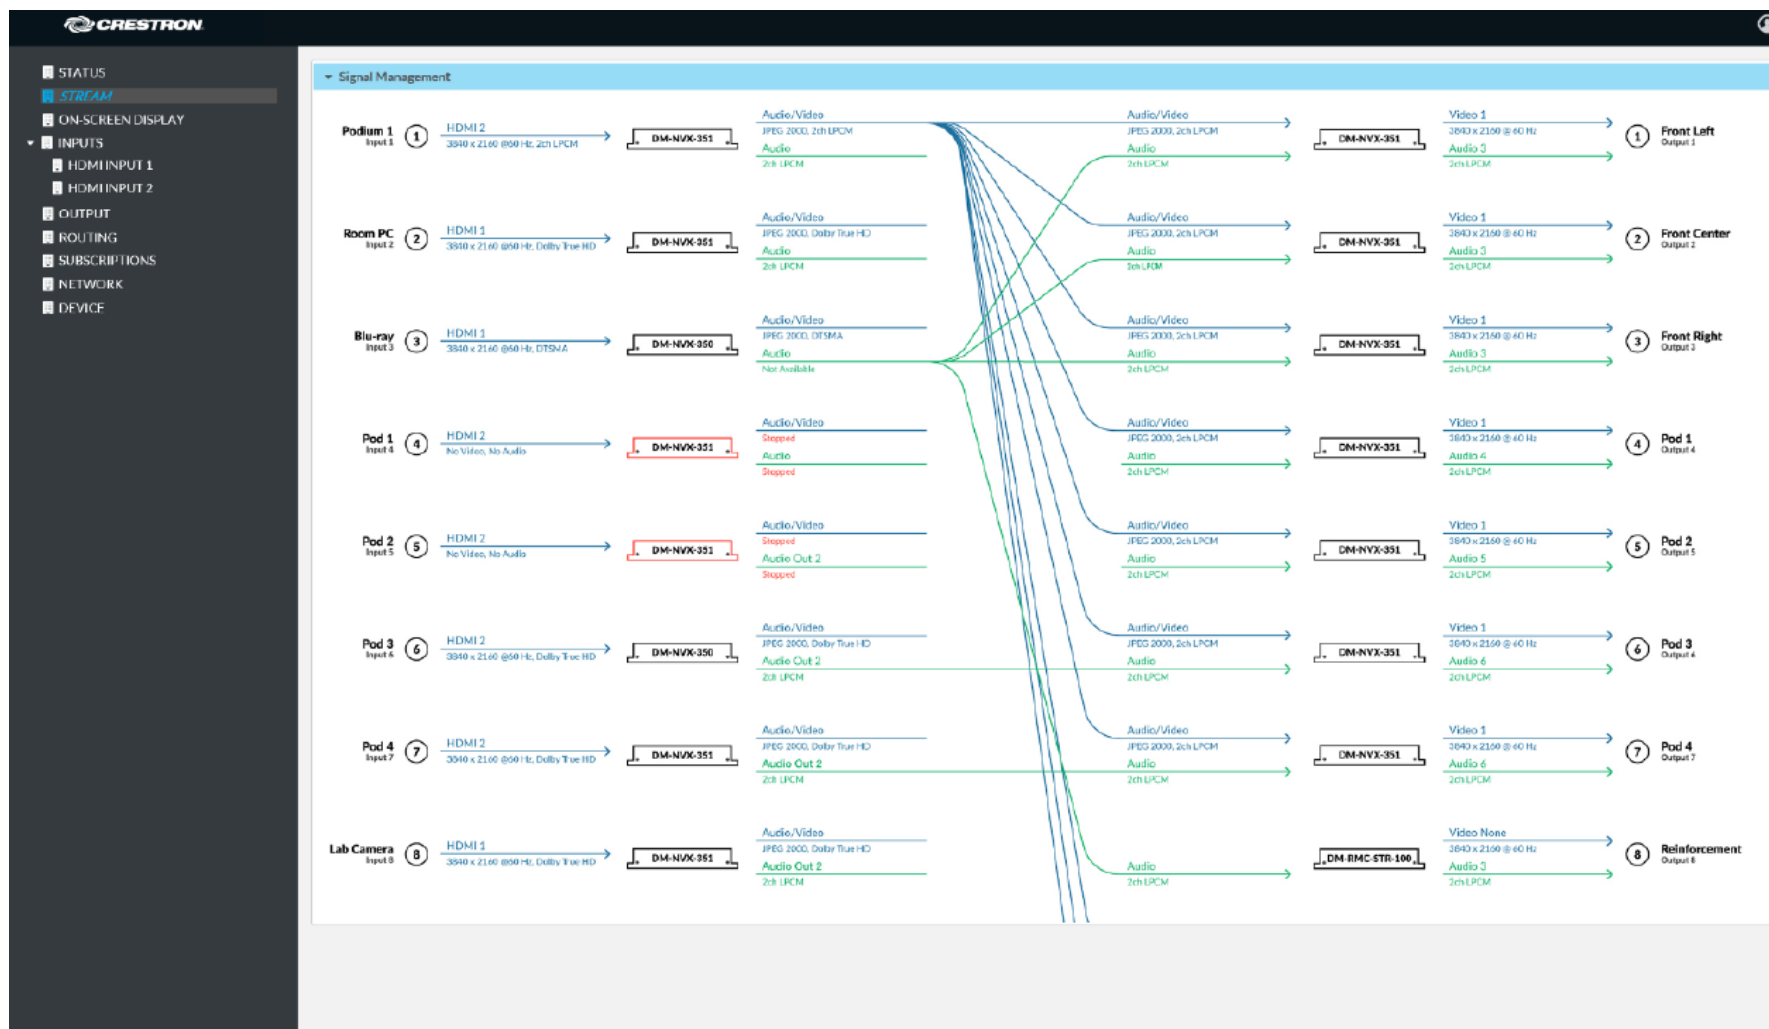 CRESTRON
STATUS
STREAM
ON-SCREEN DISPLAY
INPUTS
HDMI INPUT 1
HDMI INPUT 2
OUTPUT
ROUTING
SUBSCRIPTIONS
NETWORK
DEVICE
Signal Management
Podium 1
Input 1
1
HDMI 2
3840 x 2160 @60 Hz, 2ch LPCM
DM-NVX-351
Audio/Video
JPEG 2000, 2ch LPCM
Audio
2ch LPCM
Audio/Video
JPEG 2000, 2ch LPCM
Audio
2ch LPCM
DM-NVX-351
Video 1
3840 x 2160 @ 60 Hz
Audio 3
2ch LPCM
1
Front Left
Output 1
Room PC
Input 2
2
HDMI 1
3840 x 2160 @60 Hz, Dolby True HD
DM-NVX-351
Audio/Video
JPEG 2000, Dolby True HD
Audio
2ch LPCM
Audio/Video
JPEG 2000, 2ch LPCM
Audio
2ch LPCM
DM-NVX-351
Video 1
3840 x 2160 @ 60 Hz
Audio 3
2ch LPCM
2
Front Center
Output 2
Blu-ray
Input 3
3
HDMI 1
3840 x 2160 @60 Hz, DTSMA
DM-NVX-350
Audio/Video
JPEG 2000, DTSMA
Audio
Not Available
Audio/Video
JPEG 2000, 2ch LPCM
Audio
2ch LPCM
DM-NVX-351
Video 1
3840 x 2160 @ 60 Hz
Audio 3
2ch LPCM
3
Front Right
Output 3
Pod 1
Input 4
4
HDMI 2
No Video, No Audio
DM-NVX-351
Audio/Video
Stopped
Audio
Stopped
Audio/Video
JPEG 2000, 2ch LPCM
Audio
2ch LPCM
DM-NVX-351
Video 1
3840 x 2160 @ 60 Hz
Audio 4
2ch LPCM
4
Pod 1
Output 4
Pod 2
Input 5
5
HDMI 2
No Video, No Audio
DM-NVX-351
Audio/Video
Stopped
Audio Out 2
Stopped
Audio/Video
JPEG 2000, 2ch LPCM
Audio
2ch LPCM
DM-NVX-351
Video 1
3840 x 2160 @ 60 Hz
Audio 5
2ch LPCM
5
Pod 2
Output 5
Pod 3
Input 6
6
HDMI 2
3840 x 2160 @60 Hz, Dolby True HD
DM-NVX-350
Audio/Video
JPEG 2000, Dolby True HD
Audio Out 2
2ch LPCM
Audio/Video
JPEG 2000, 2ch LPCM
Audio
2ch LPCM
DM-NVX-351
Video 1
3840 x 2160 @ 60 Hz
Audio 6
2ch LPCM
6
Pod 3
Output 6
Pod 4
Input 7
7
HDMI 2
3840 x 2160 @60 Hz, Dolby True HD
DM-NVX-351
Audio/Video
JPEG 2000, Dolby True HD
Audio Out 2
2ch LPCM
Audio/Video
JPEG 2000, 2ch LPCM
Audio
2ch LPCM
DM-NVX-351
Video 1
3840 x 2160 @ 60 Hz
Audio 6
2ch LPCM
7
Pod 4
Output 7
Lab Camera
Input 8
8
HDMI 1
3840 x 2160 @60 Hz, Dolby True HD
DM-NVX-351
Audio/Video
JPEG 2000, Dolby True HD
Audio Out 2
2ch LPCM
Audio
2ch LPCM
DM-RMC-STR-100
Video None
3840 x 2160 @ 60 Hz
Audio 3
2ch LPCM
8
Reinforcement
Output 8